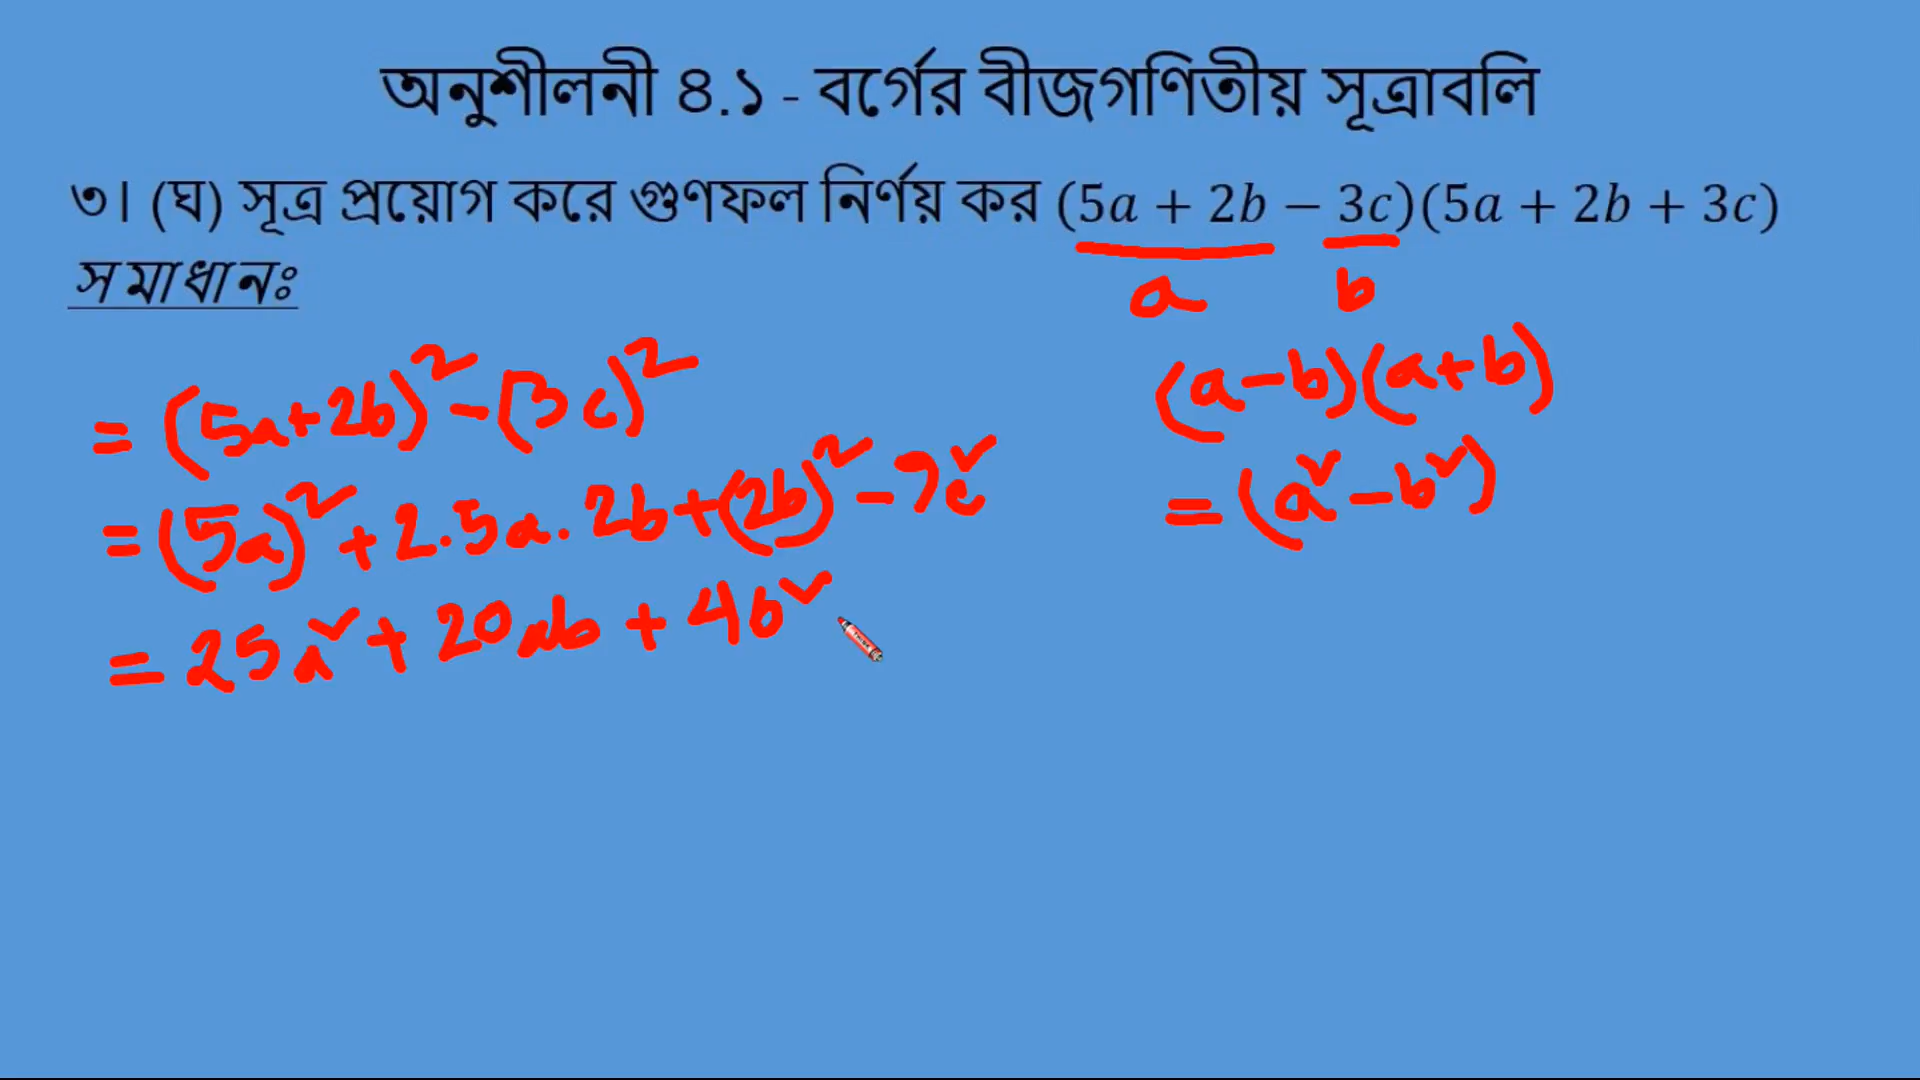 অনুশীলনী ৪.১ - বর্গের বীজগণিতীয় সূত্রাবলি
৩। (ঘ) সূত্র প্রয়োগ করে গুণফল নির্ণয় কর (5a + 2b − 3c)(5a + 2b + 3c)
a b
সমাধানঃ
= (5a+2b)² − (3c)²
= (5a)² + 2.5a.2b + (2b)² − 9c²
= 25a² + 20ab + 4b²
(a−b)(a+b)
= (a² − b²)